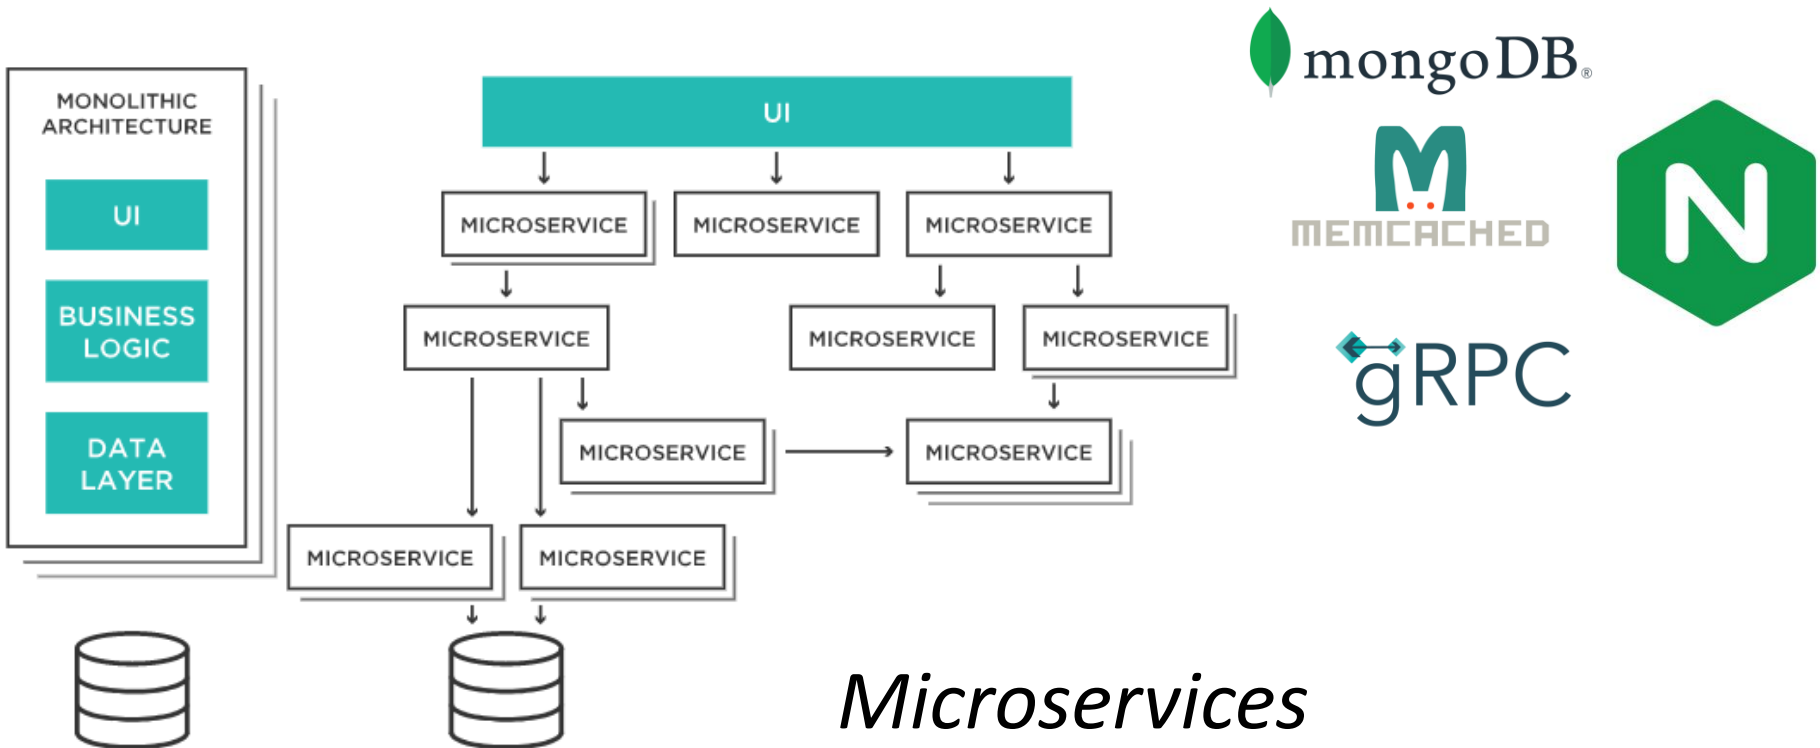 MONOLITHIC
ARCHITECTURE
UI
BUSINESS
LOGIC
DATA
LAYER
UI
MICROSERVICE
MICROSERVICE
MICROSERVICE
MICROSERVICE
MICROSERVICE
MICROSERVICE
MICROSERVICE
MICROSERVICE
MICROSERVICE
MICROSERVICE
mongoDB®
M
MEMCACHED
N
gRPC
Microservices